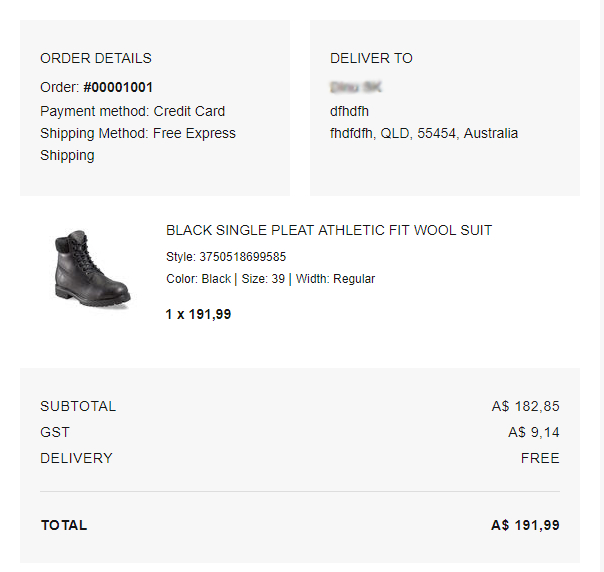 ORDER DETAILS
Order: #00001001
Payment method: Credit Card
Shipping Method: Free Express
Shipping
DELIVER TO
dfhdfh
fhdfdfh, QLD, 55454, Australia
BLACK SINGLE PLEAT ATHLETIC FIT WOOL SUIT
Style: 3750518699585
Color: Black | Size: 39 | Width: Regular
1 x 191,99
SUBTOTAL A$ 182,85
GST A$ 9,14
DELIVERY FREE
TOTAL A$ 191,99